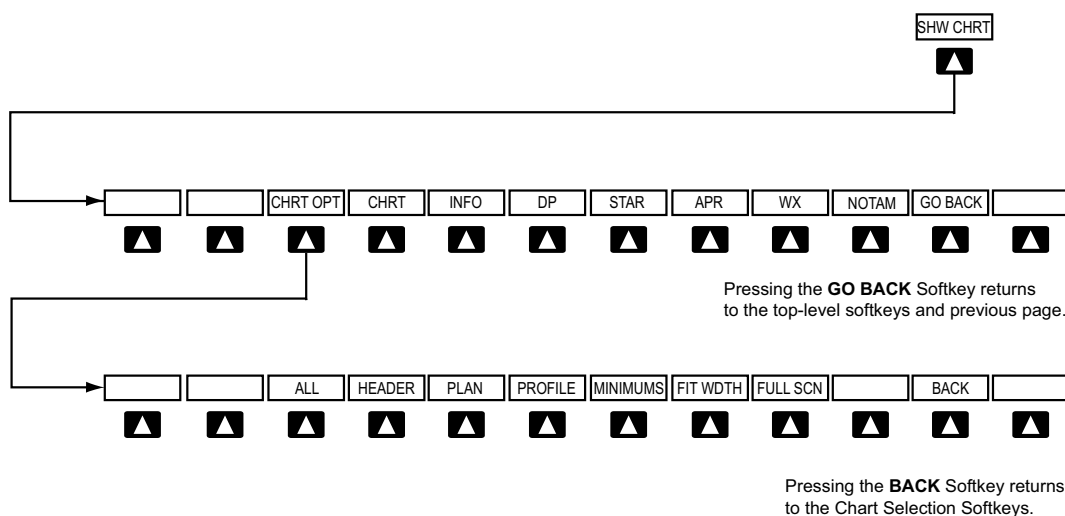 SHW CHRT
CHRT OPT CHRT INFO DP STAR APR WX NOTAM GO BACK
Pressing the GO BACK Softkey returns
to the top-level softkeys and previous page.
ALL HEADER PLAN PROFILE MINIMUMS FIT WDTH FULL SCN BACK
Pressing the BACK Softkey returns
to the Chart Selection Softkeys.